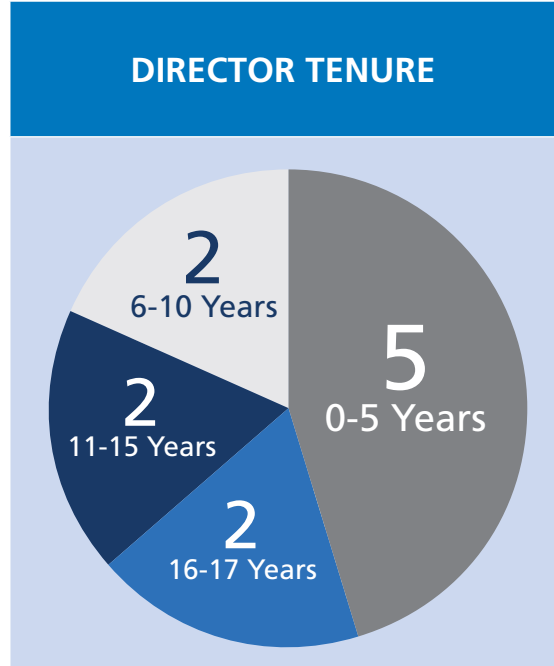 DIRECTOR TENURE
2
6-10 Years
5
0-5 Years
2
11-15 Years
2
16-17 Years